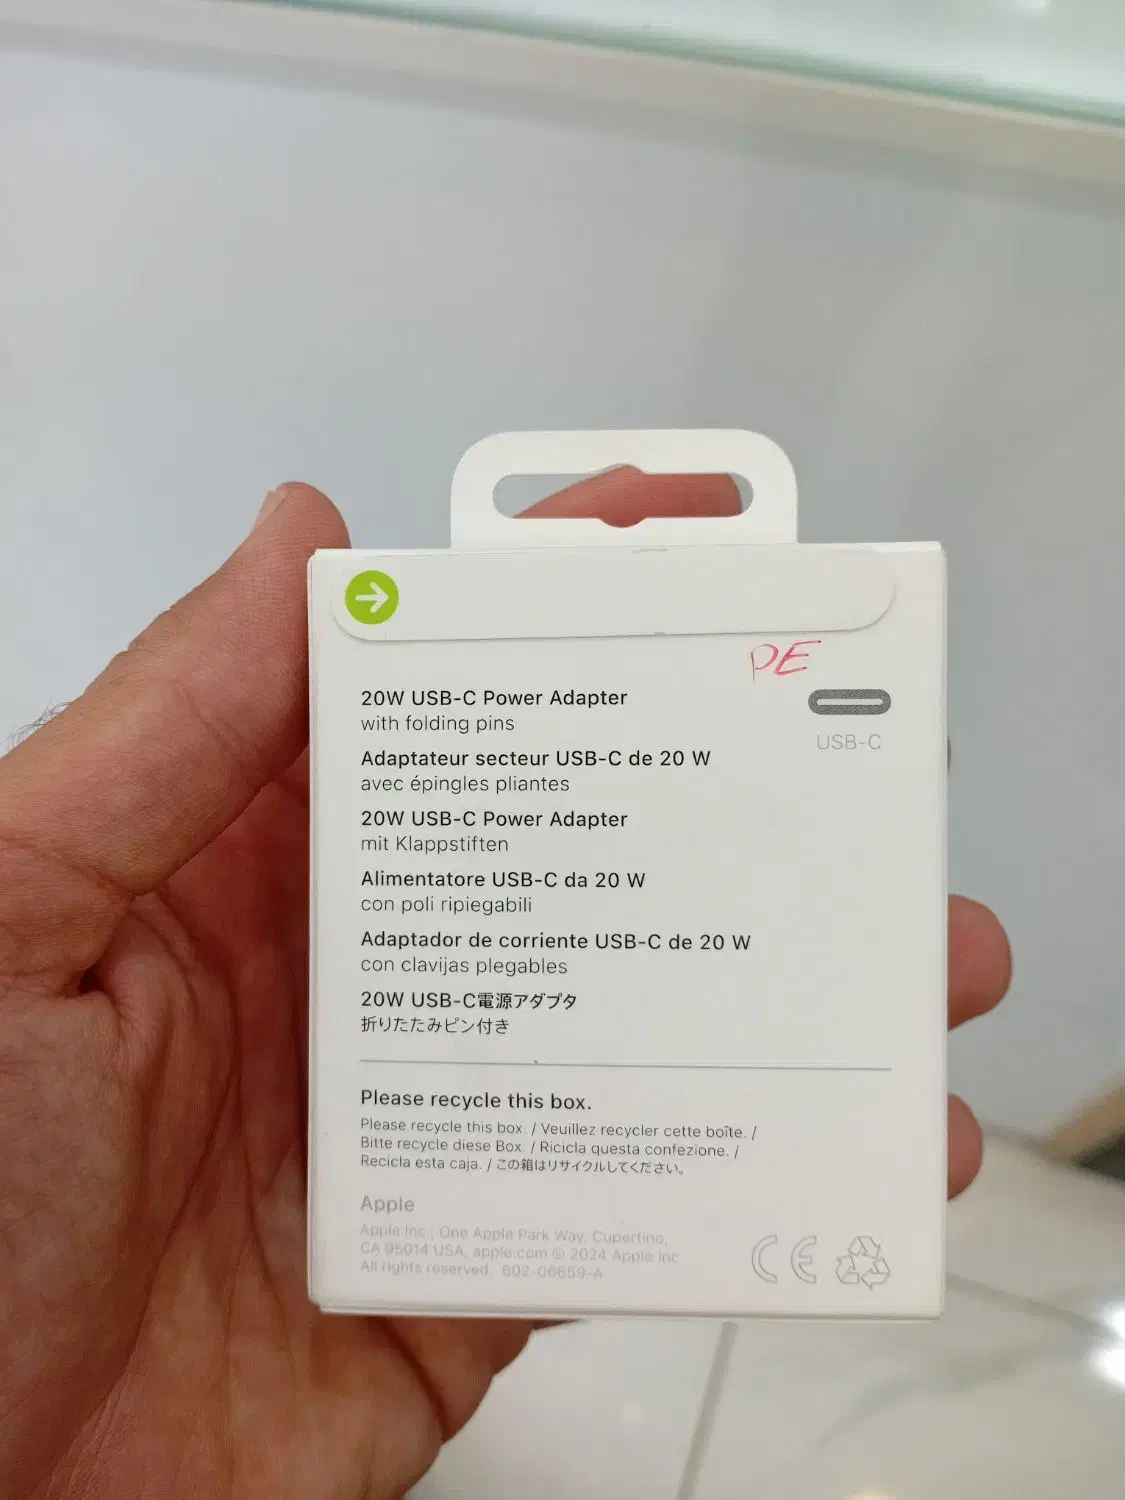 PE
20W USB-C Power Adapter
with folding pins
USB-C
Adaptateur secteur USB-C de 20 W
avec épingles pliantes
20W USB-C Power Adapter
mit Klappstiften
Alimentatore USB-C da 20 W
con poli ripiegabili
Adaptador de corriente USB-C de 20 W
con clavijas plegables
20W USB-C電源アダプタ
折りたたみピン付き
Please recycle this box.
Please recycle this box. / Veuillez recycler cette boîte. /
Bitte recycle diese Box. / Ricicla questa confezione. /
Recicla esta caja. / この箱はリサイクルしてください。
Apple
Apple Inc., One Apple Park Way, Cupertino,
CA 95014 USA, apple.com © 2024 Apple Inc.
All rights reserved. 602-06659-A
CE